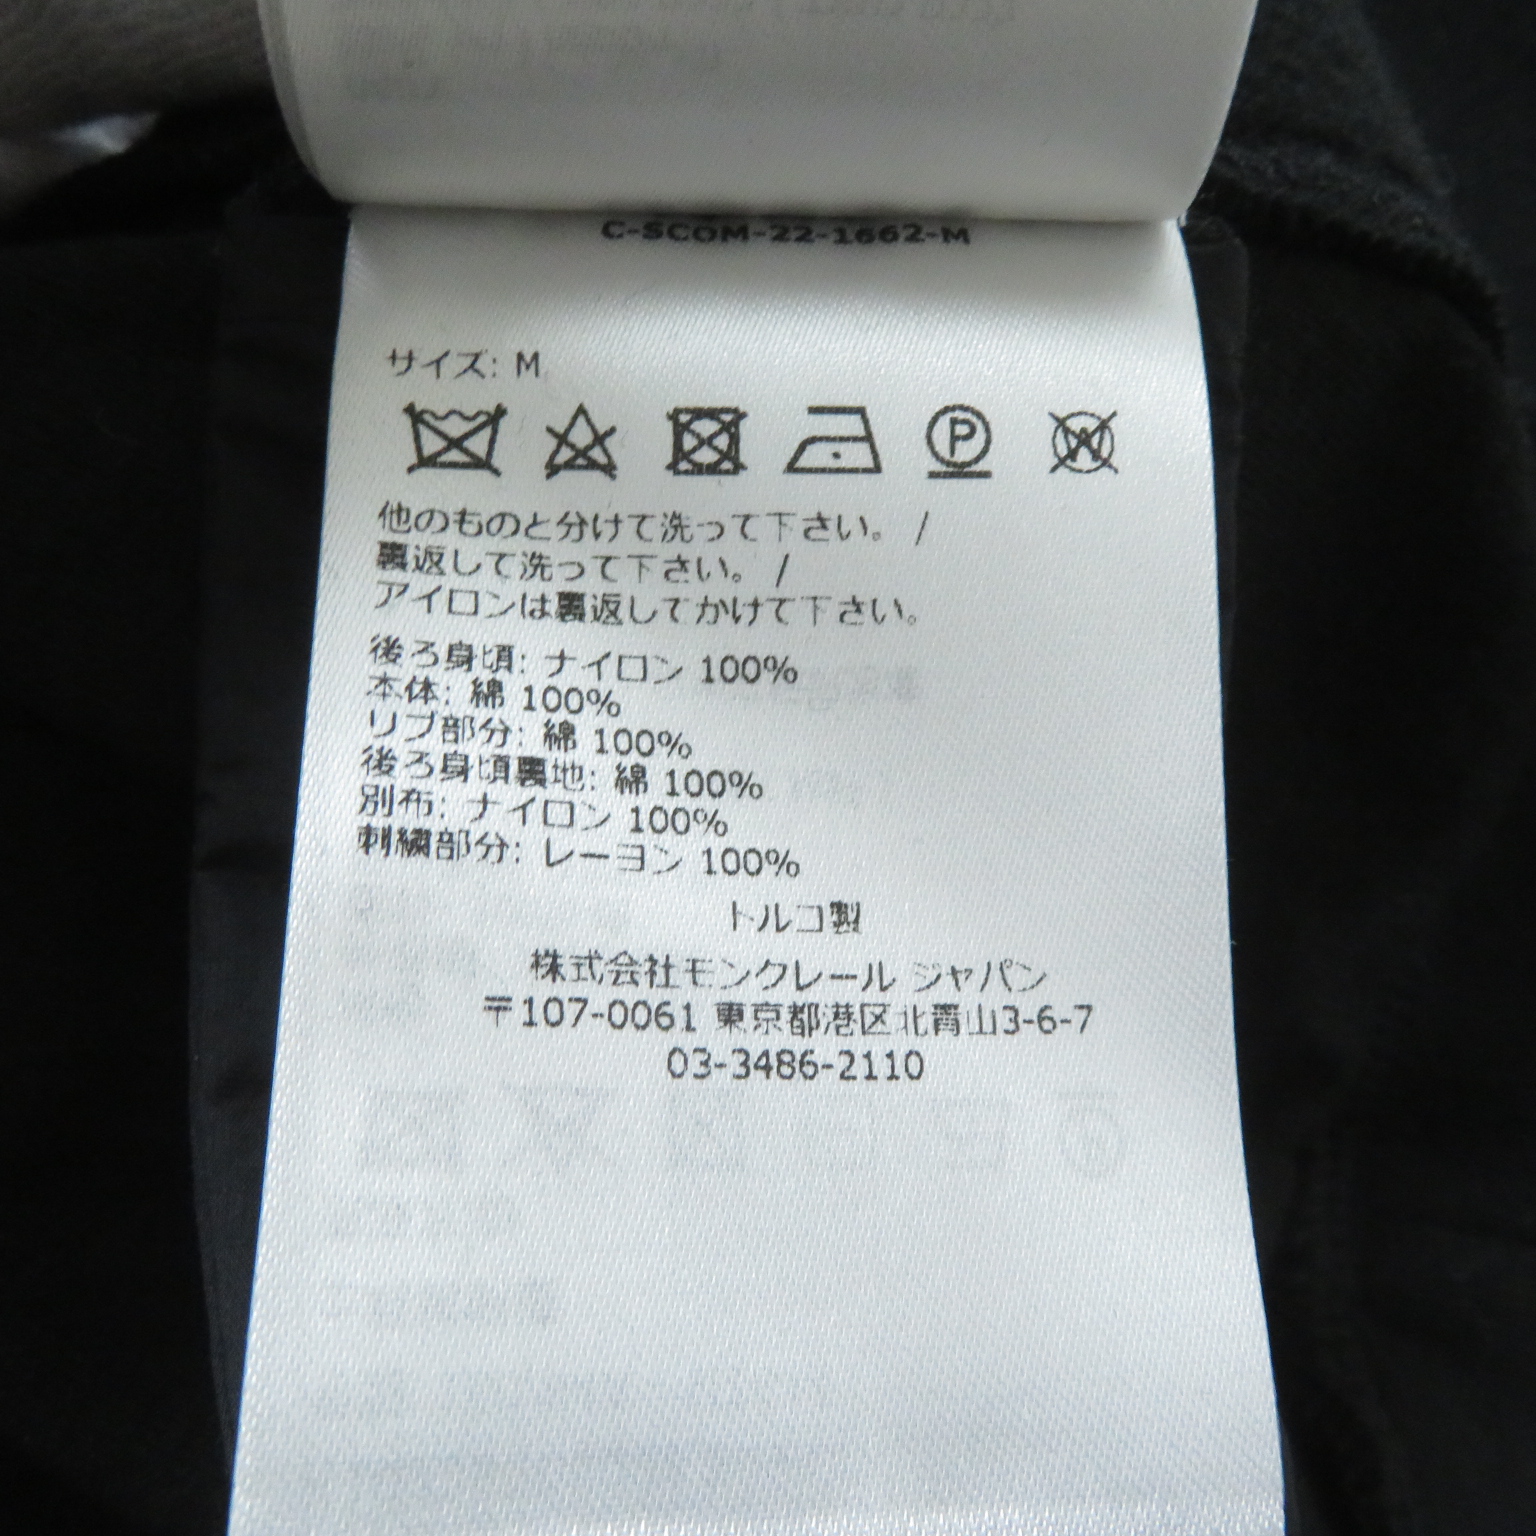 C-SCOM-22-1662-M
サイズ: M
P
W
他のものと分けて洗って下さい。 /
裏返して洗って下さい。 /
アイロンは裏返してかけて下さい。
後ろ身頃: ナイロン 100%
本体: 綿 100%
リブ部分: 綿 100%
後ろ身頃裏地: 綿 100%
別布: ナイロン 100%
刺繍部分: レーヨン 100%
トルコ製
株式会社モンクレール ジャパン
〒107-0061 東京都港区北青山3-6-7
03-3486-2110